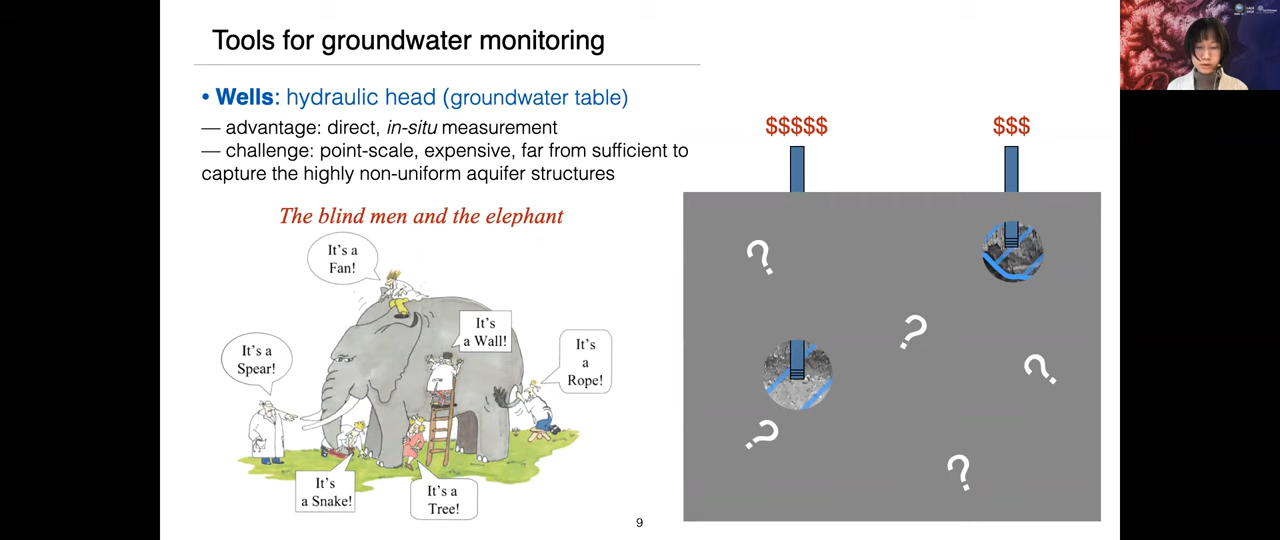 Tools for groundwater monitoring
• Wells: hydraulic head (groundwater table)
— advantage: direct, in-situ measurement
— challenge: point-scale, expensive, far from sufficient to
capture the highly non-uniform aquifer structures
The blind men and the elephant
It's a
Fan!
It's
a Wall!
It's
a
Rope!
It's a
Spear!
It's
a Snake!
It's a
Tree!
$$$$$
$$$
?
?
?
?
?
9